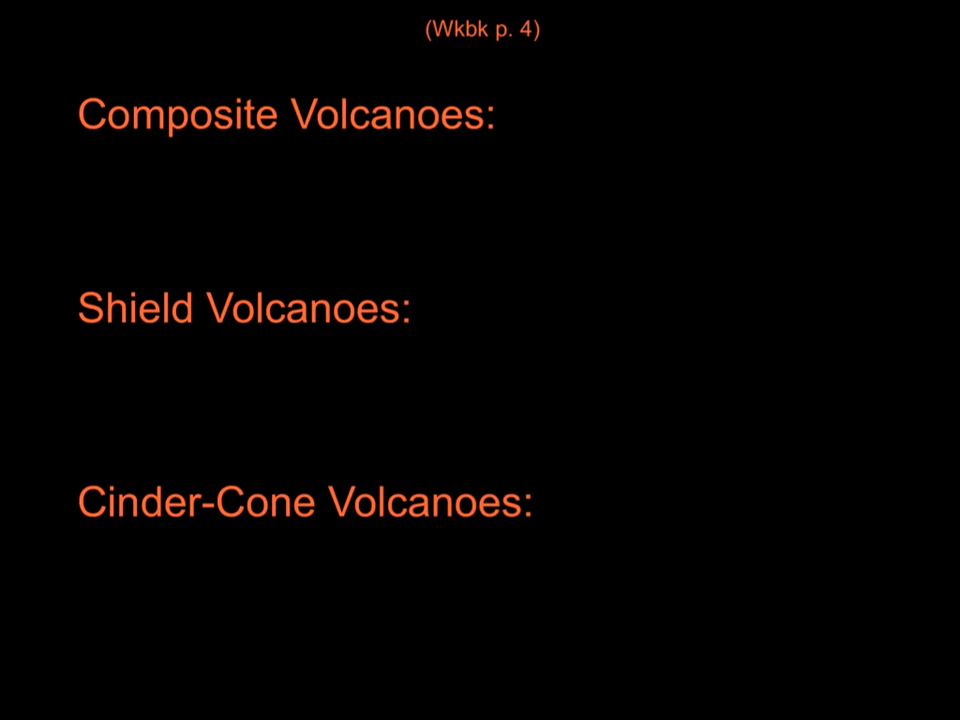 (Wkbk p. 4)
Composite Volcanoes:
Shield Volcanoes:
Cinder-Cone Volcanoes: